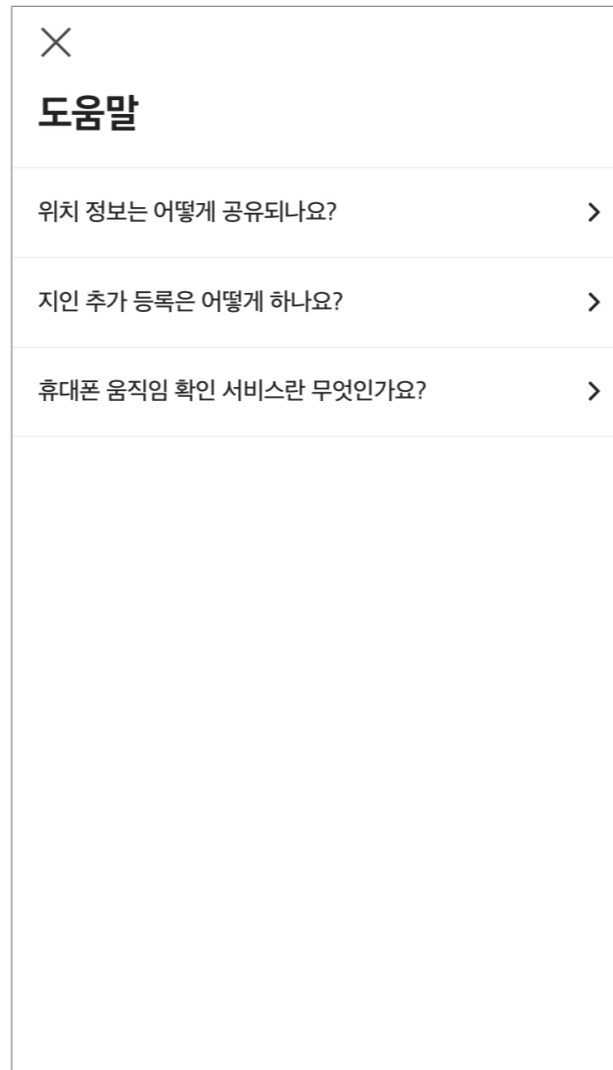 도움말
위치 정보는 어떻게 공유되나요?
지인 추가 등록은 어떻게 하나요?
휴대폰 움직임 확인 서비스란 무엇인가요?